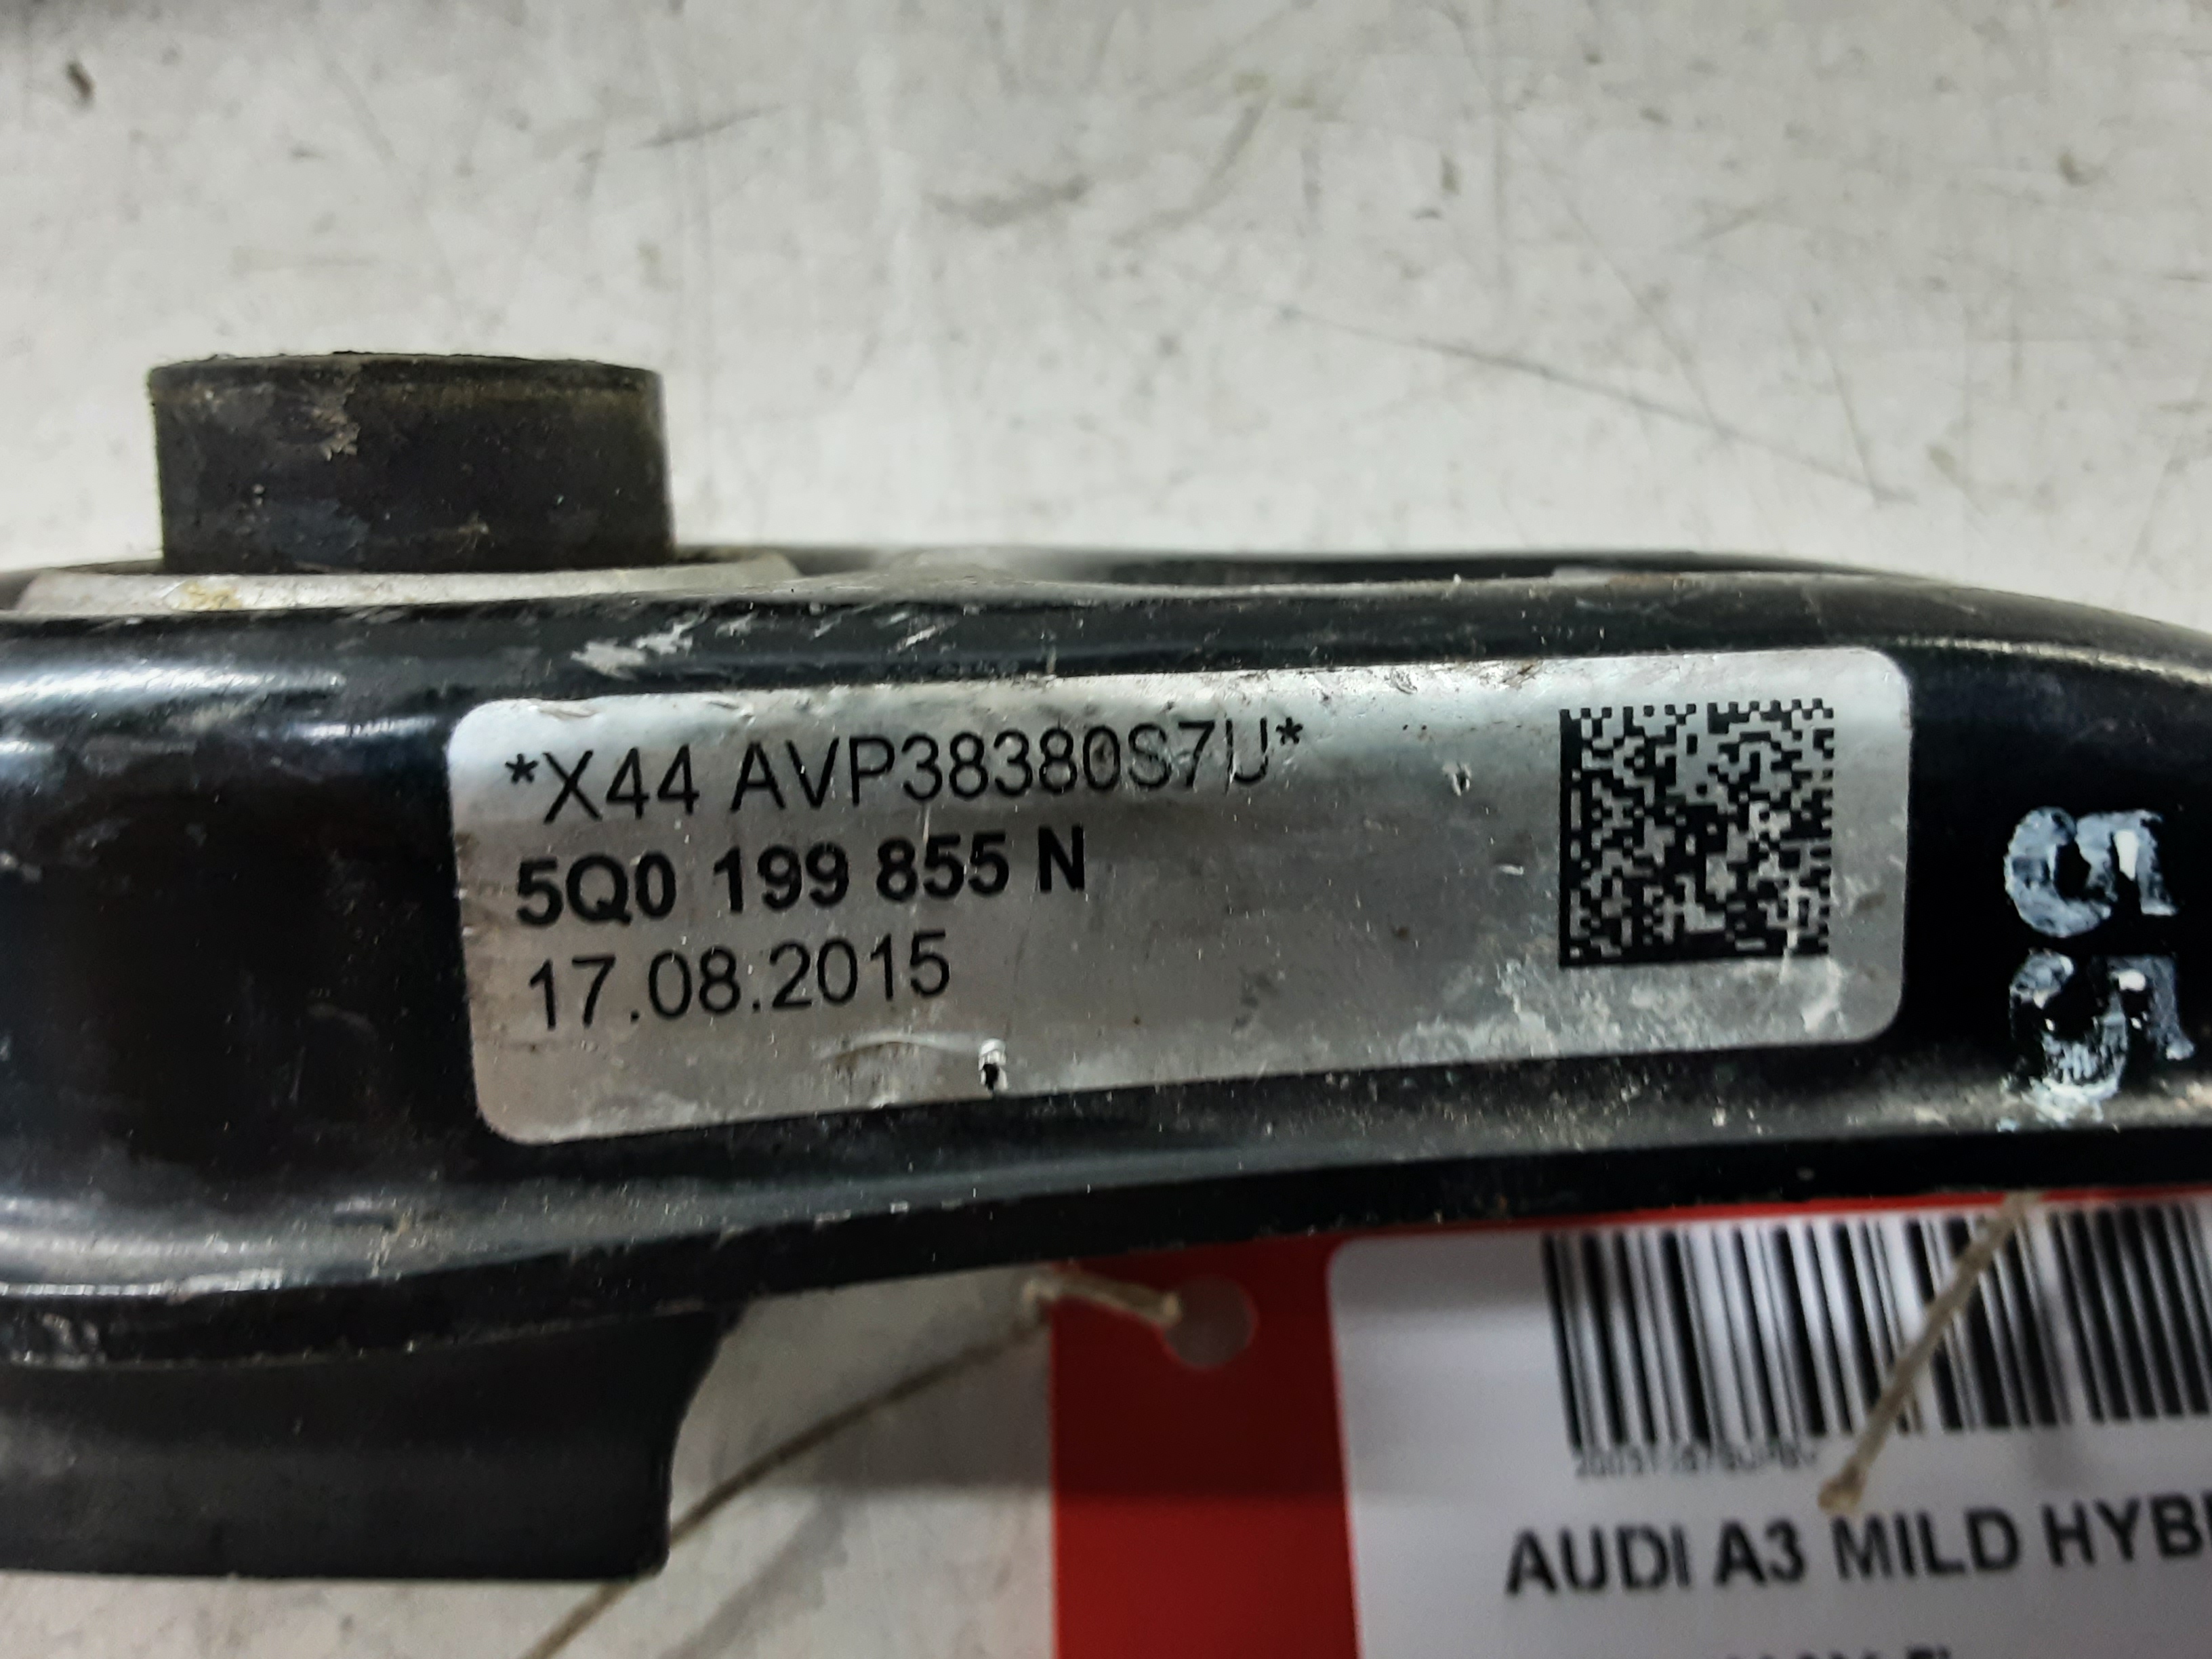 *X44 AVP38380S7U*
5Q0 199 855 N
17.08.2015
AUDI A3 MILD HYB